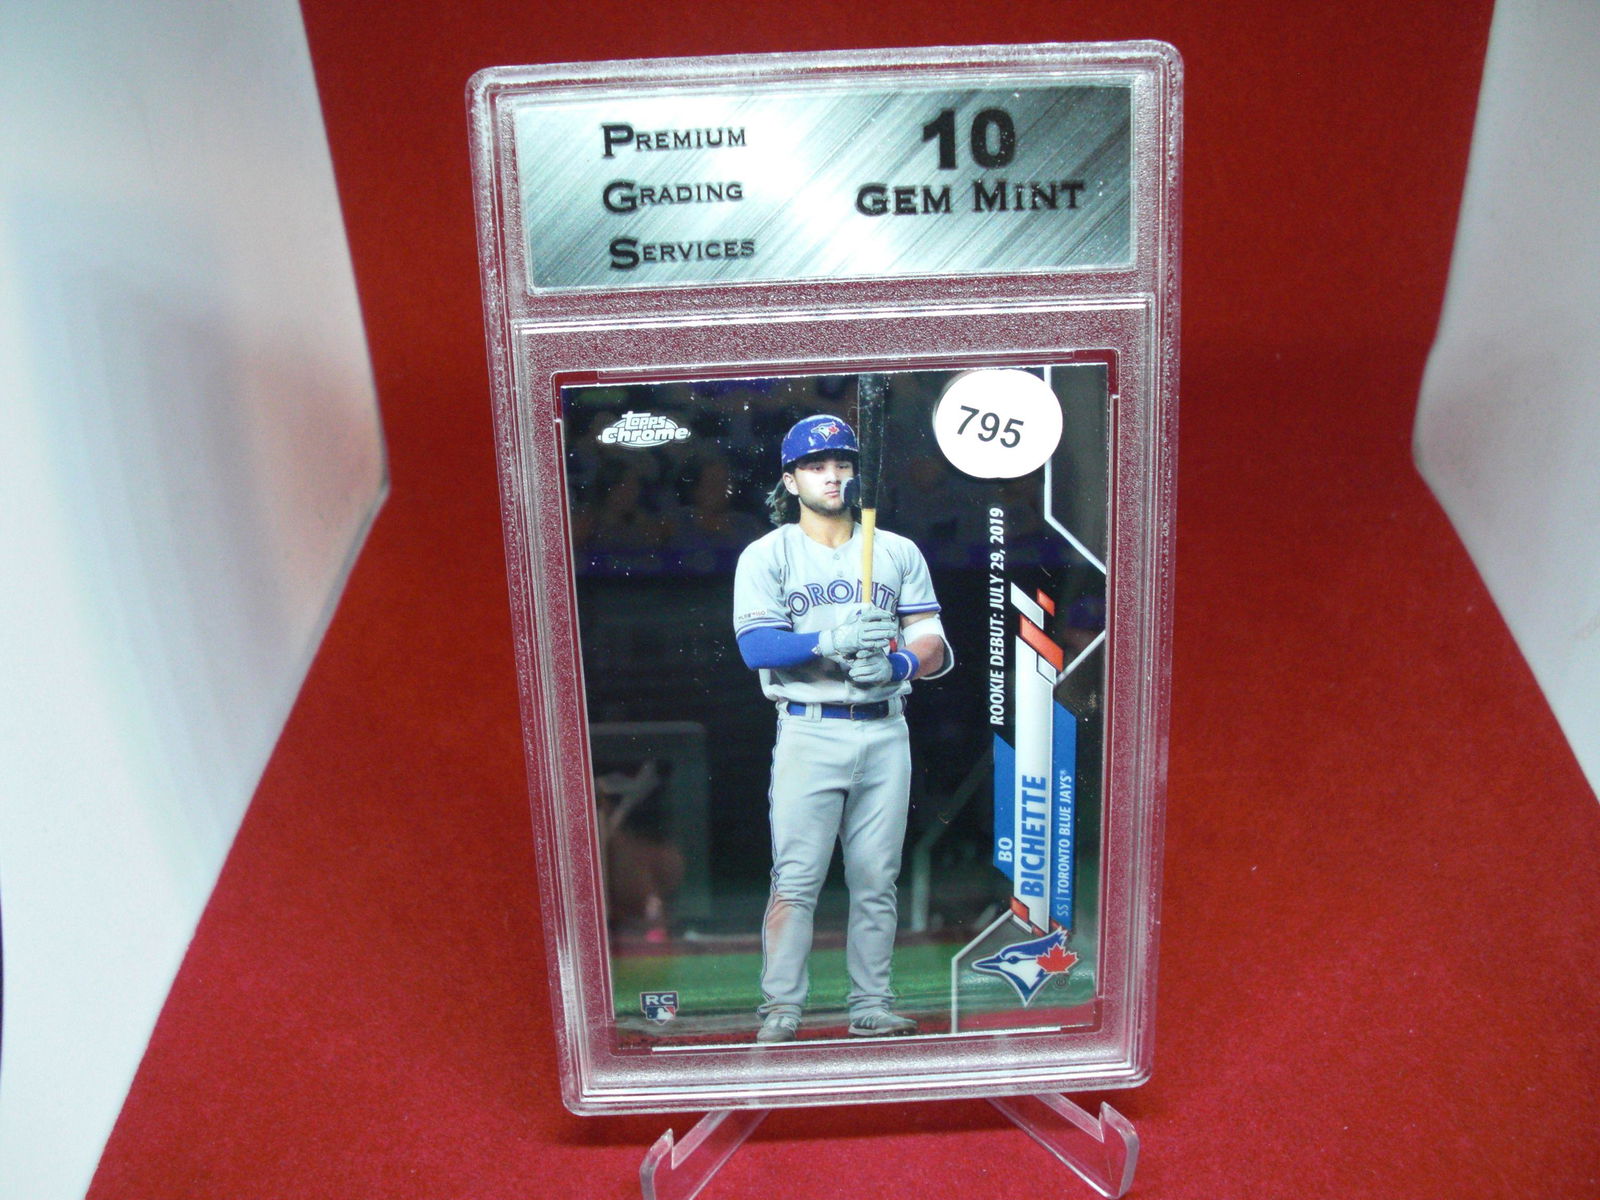 PREMIUM
GRADING
SERVICES
10
GEM MINT
topps
Chrome
795
TORONTO
ROOKIE DEBUT: JULY 29, 2019
BO
BICHETTE
SS | TORONTO BLUE JAYS®
RC